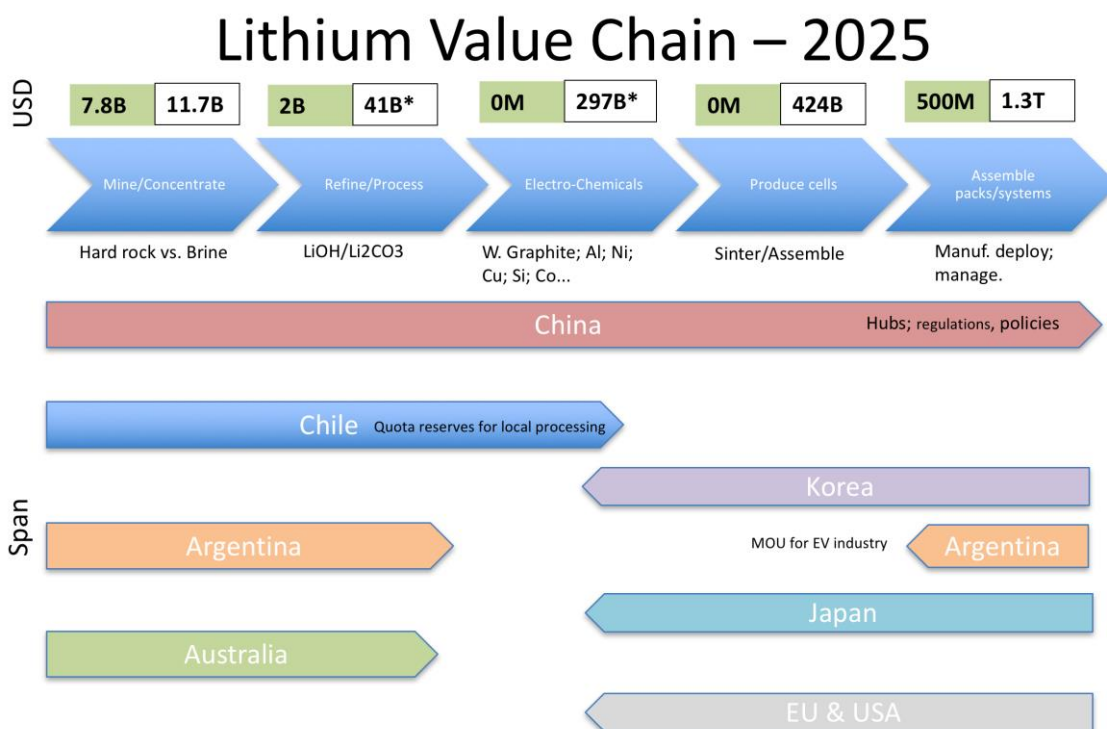 Lithium Value Chain – 2025
USD
7.8B 11.7B 2B 41B* 0M 297B* 0M 424B 500M 1.3T
Mine/Concentrate
Refine/Process
Electro-Chemicals
Produce cells
Assemble
packs/systems
Hard rock vs. Brine
LiOH/Li2CO3
W. Graphite; Al; Ni;
Cu; Si; Co...
Sinter/Assemble
Manuf. deploy;
manage.
China
Hubs; regulations, policies
Span
Chile Quota reserves for local processing
Korea
Argentina
MOU for EV industry
Argentina
Japan
Australia
EU & USA